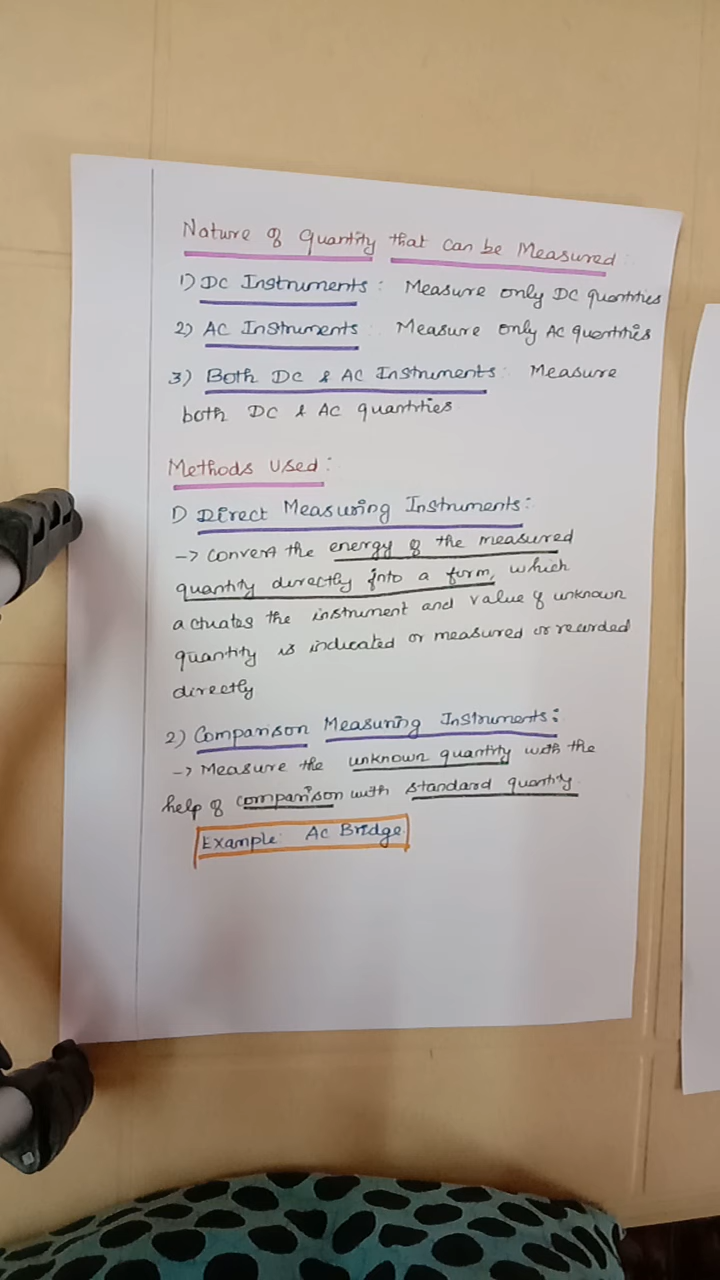 Nature of Quantity that can be Measured:
1) DC Instruments: Measure only DC quantities
2) AC Instruments: Measure only AC quantities
3) Both DC & AC Instruments: Measure
both DC & AC quantities
Methods Used:
1) Direct Measuring Instruments:
-> convert the energy of the measured
quantity directly into a form, which
actuates the instrument and value of unknown
quantity is indicated or measured or recorded
directly
2) Comparison Measuring Instruments:
-> Measure the unknown quantity with the
help of comparison with standard quantity.
Example: AC Bridge.